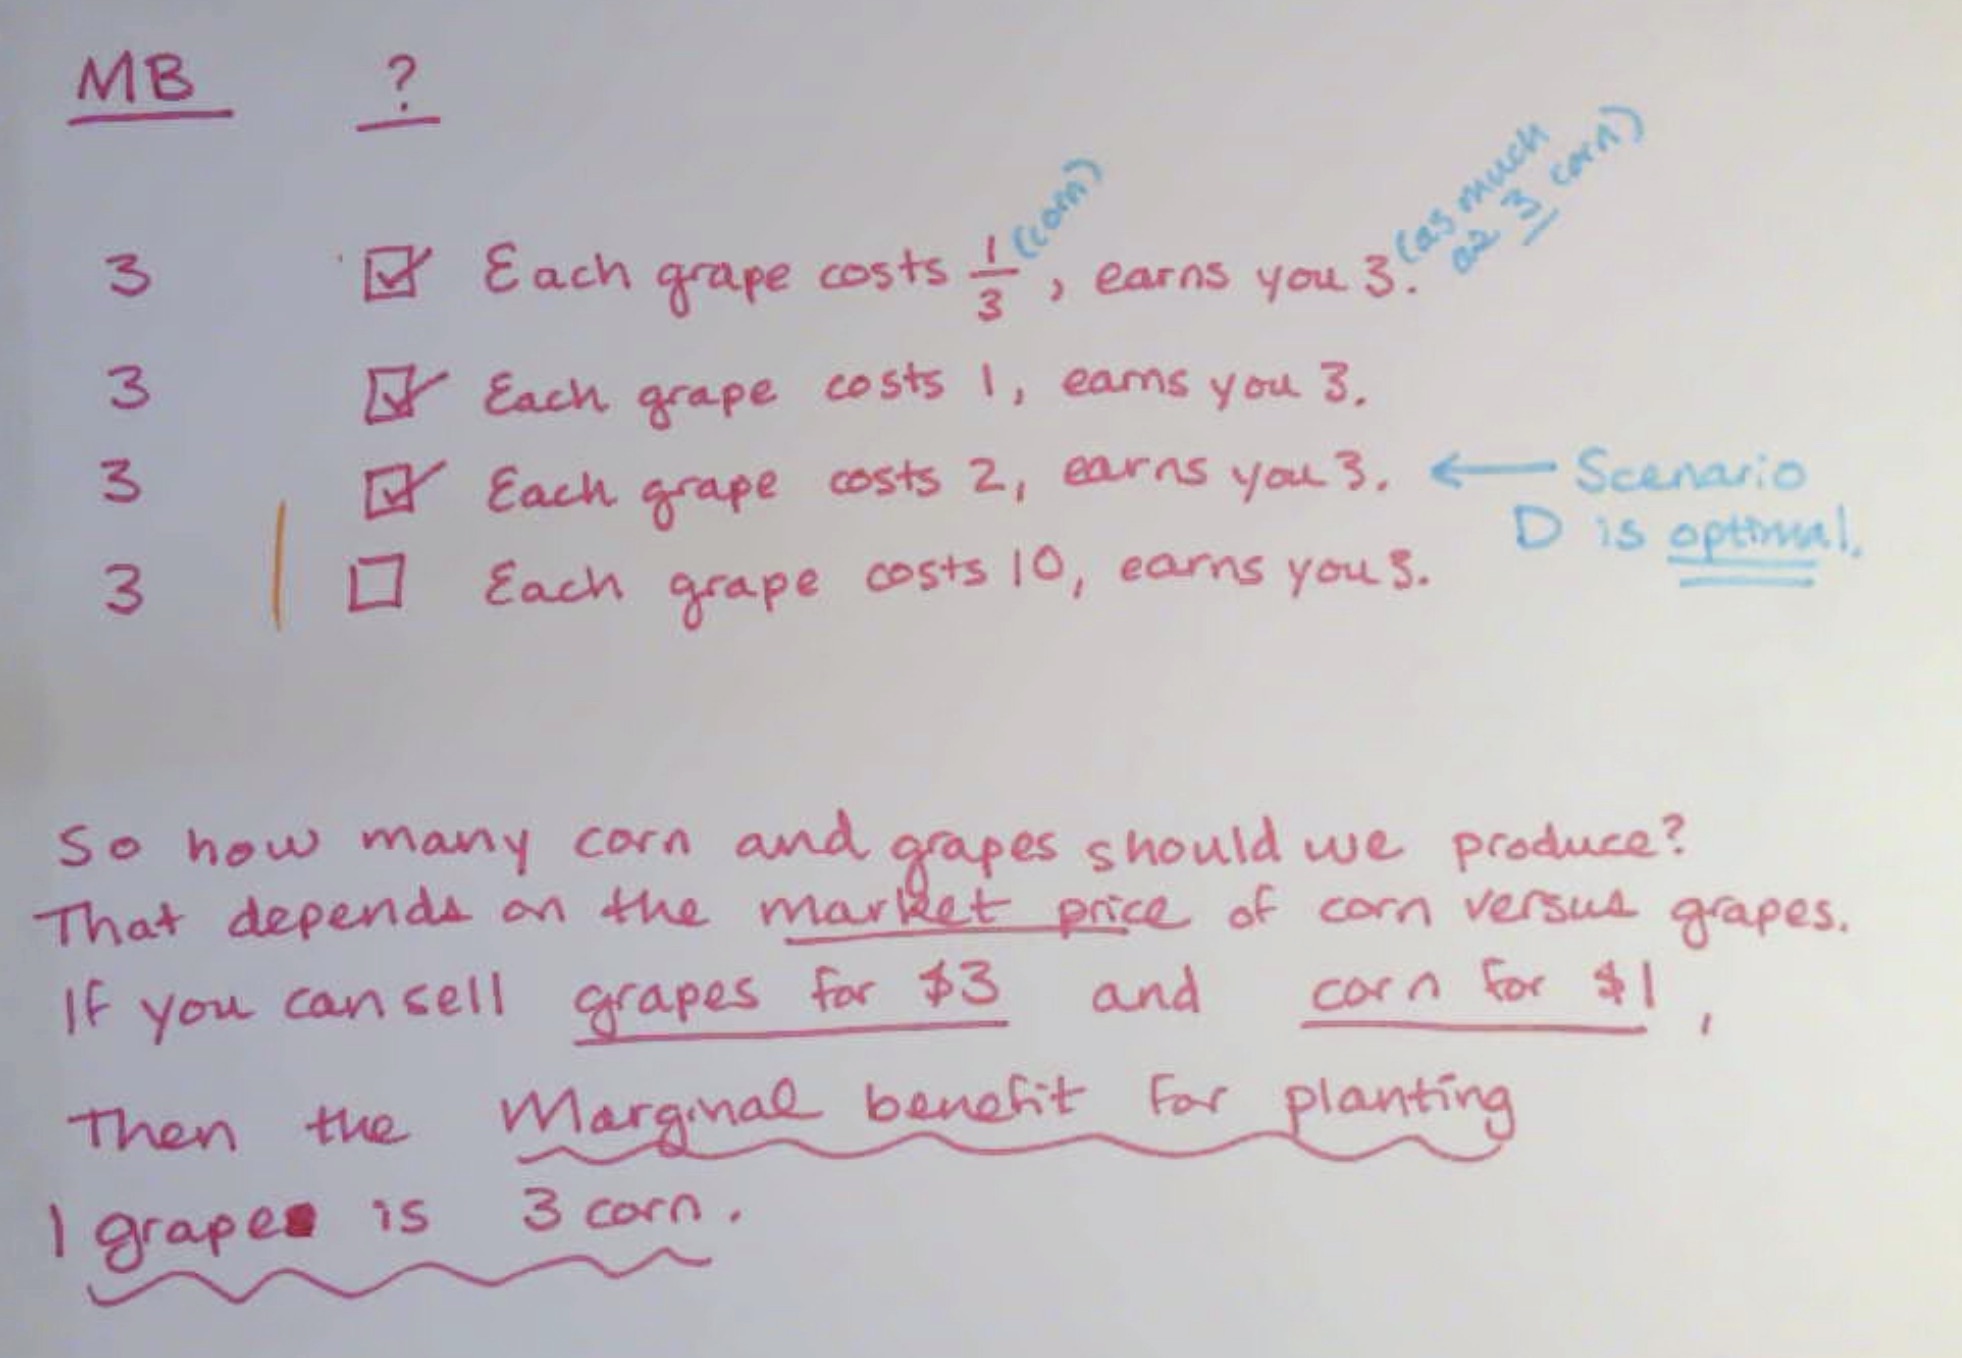 MB ?
3 ☑ Each grape costs 1/3 (corn), earns you 3. (as much as 3 corn)
3 ☑ Each grape costs 1, earns you 3.
3 ☑ Each grape costs 2, earns you 3. ← Scenario
D is optimal.
3 ☐ Each grape costs 10, earns you 3.
So how many corn and grapes should we produce?
That depends on the market price of corn versus grapes.
If you can sell grapes for $3 and corn for $1,
Then the Marginal benefit for planting
1 grape is 3 corn.